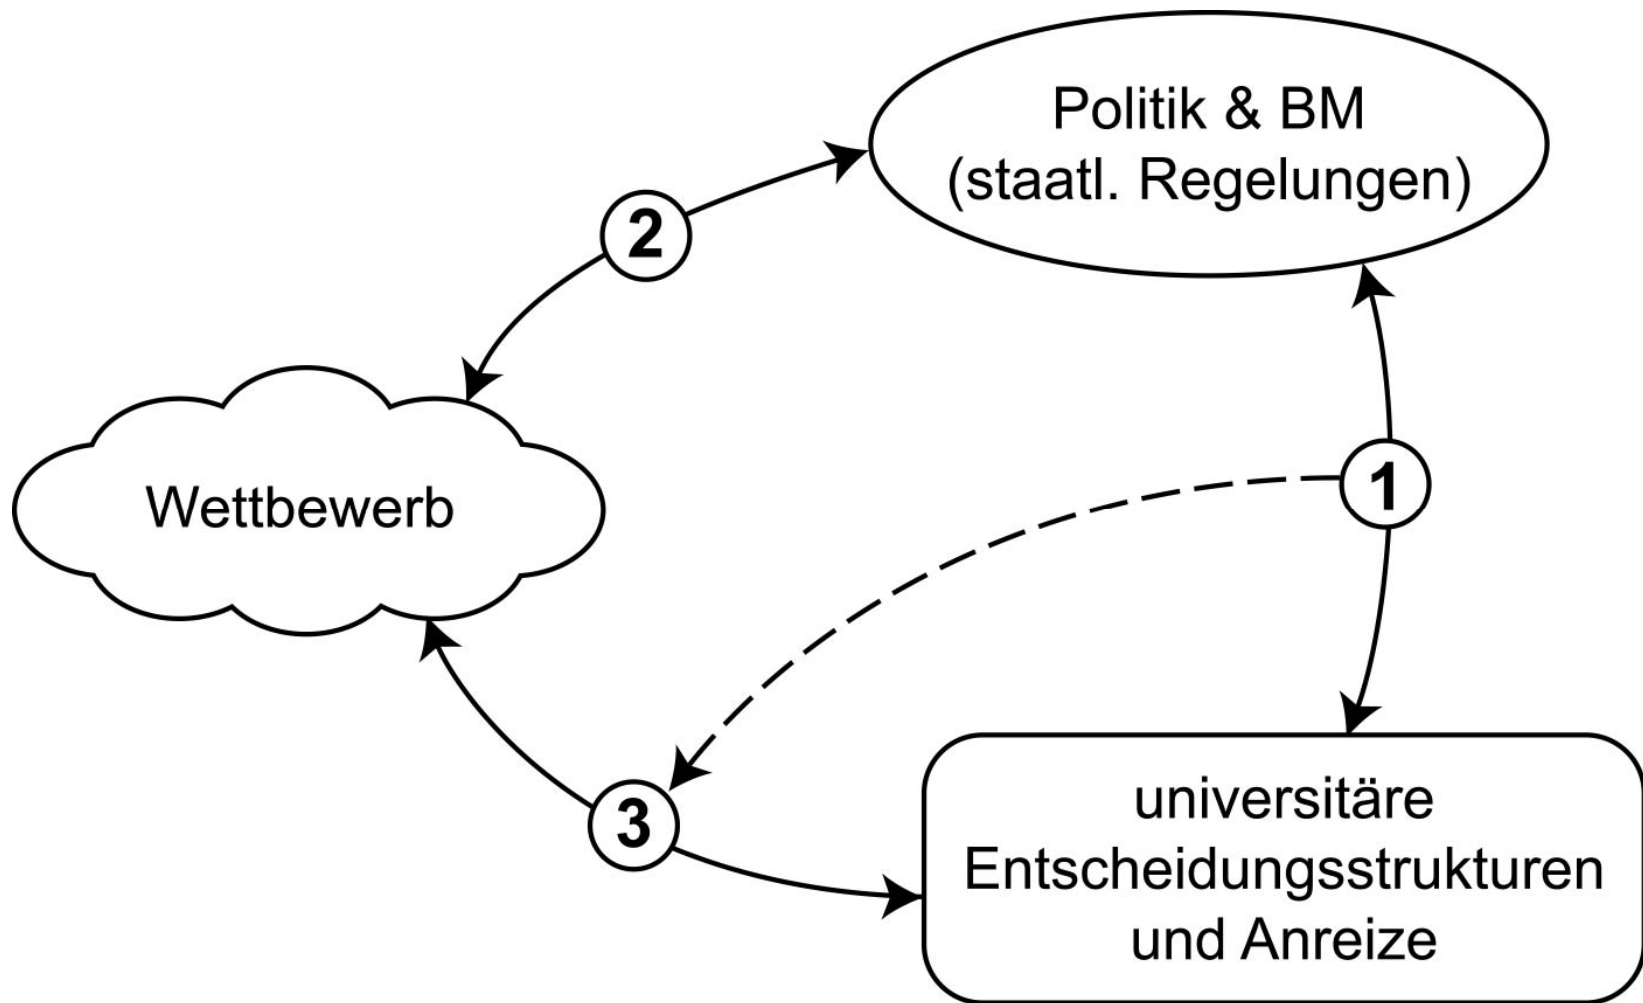 Politik & BM
(staatl. Regelungen)
2
1
Wettbewerb
3
universitäre
Entscheidungsstrukturen
und Anreize